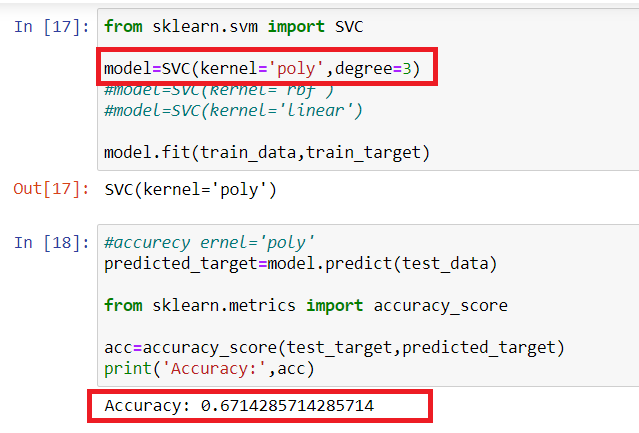 In [17]: from sklearn.svm import SVC
model=SVC(kernel='poly',degree=3)
#model=SVC(kernel='rbf')
#model=SVC(kernel='linear')
model.fit(train_data,train_target)
Out[17]: SVC(kernel='poly')
In [18]: #accurecy ernel='poly'
predicted_target=model.predict(test_data)
from sklearn.metrics import accuracy_score
acc=accuracy_score(test_target,predicted_target)
print('Accuracy:',acc)
Accuracy: 0.6714285714285714